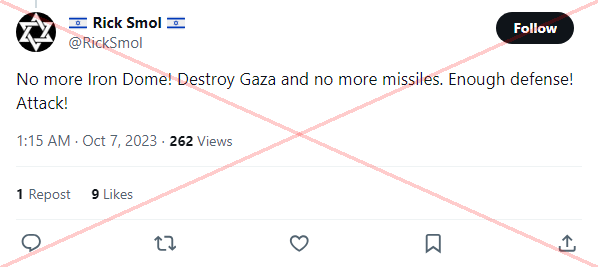 Rick Smol
@RickSmol
Follow
No more Iron Dome! Destroy Gaza and no more missiles. Enough defense!
Attack!
1:15 AM · Oct 7, 2023 · 262 Views
1 Repost 9 Likes